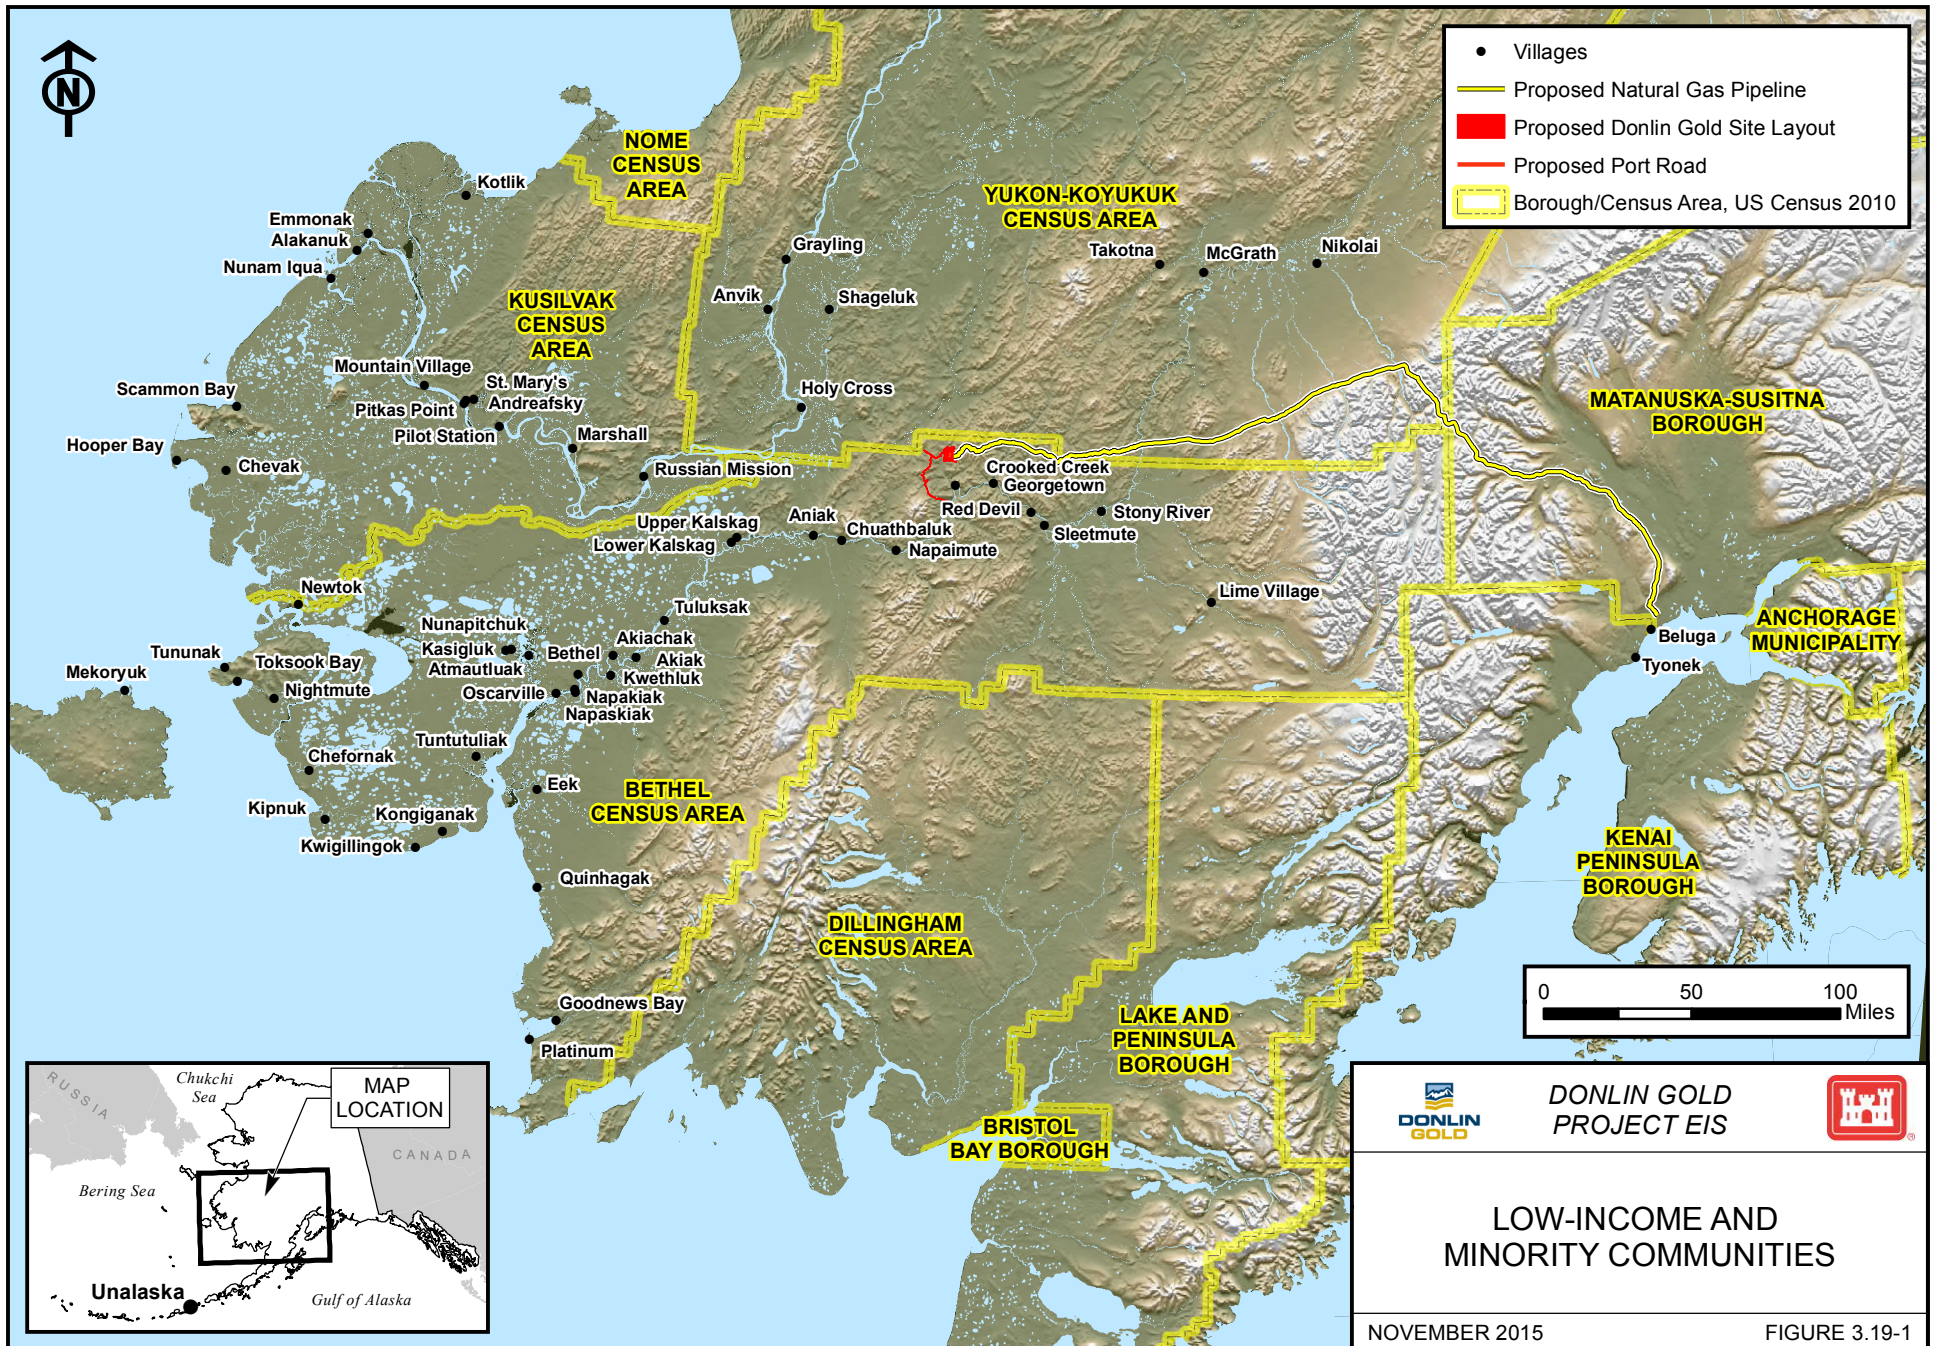 N
Villages
Proposed Natural Gas Pipeline
Proposed Donlin Gold Site Layout
Proposed Port Road
Borough/Census Area, US Census 2010
NOME
CENSUS
AREA
YUKON-KOYUKUK
CENSUS AREA
KUSILVAK
CENSUS
AREA
MATANUSKA-SUSITNA
BOROUGH
ANCHORAGE
MUNICIPALITY
BETHEL
CENSUS AREA
DILLINGHAM
CENSUS AREA
KENAI
PENINSULA
BOROUGH
LAKE AND
PENINSULA
BOROUGH
BRISTOL
BAY BOROUGH
Kotlik
Emmonak
Alakanuk
Nunam Iqua
Grayling
Anvik
Shageluk
Takotna
McGrath
Nikolai
Mountain Village
St. Mary's
Andreafsky
Pitkas Point
Pilot Station
Scammon Bay
Hooper Bay
Chevak
Marshall
Holy Cross
Russian Mission
Crooked Creek
Georgetown
Red Devil
Sleetmute
Stony River
Upper Kalskag
Lower Kalskag
Aniak
Chuathbaluk
Napaimute
Lime Village
Newtok
Tuluksak
Nunapitchuk
Kasigluk
Atmautluak
Bethel
Akiachak
Akiak
Kwethluk
Oscarville
Napakiak
Napaskiak
Tununak
Toksook Bay
Nightmute
Mekoryuk
Tuntutuliak
Chefornak
Eek
Kipnuk
Kongiganak
Kwigillingok
Quinhagak
Goodnews Bay
Platinum
Beluga
Tyonek
0
50
100
Miles
RUSSIA
Chukchi
Sea
MAP
LOCATION
CANADA
Bering Sea
Unalaska
Gulf of Alaska
DONLIN
GOLD
DONLIN GOLD
PROJECT EIS
®
LOW-INCOME AND
MINORITY COMMUNITIES
NOVEMBER 2015
FIGURE 3.19-1